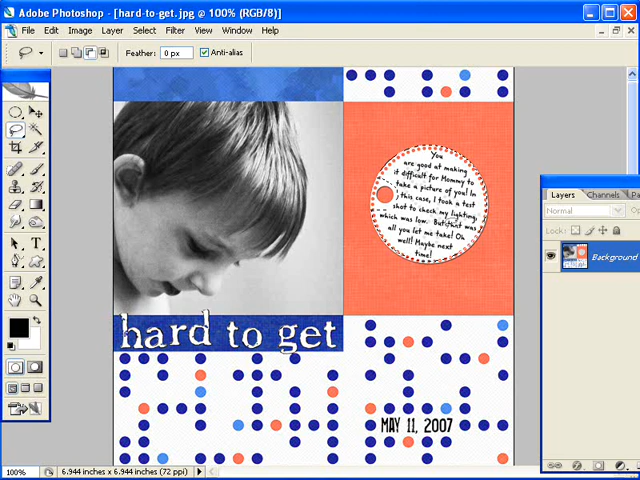 Adobe Photoshop - [hard-to-get.jpg @ 100% (RGB/8)]
File Edit Image Layer Select Filter View Window Help
Feather: 0 px Anti-alias
You
are good at making
it difficult for Mommy to
take a picture of you! In
this case, I took a test
shot to check my lighting,
which was low. But that was
all you let me take! Oh
well! Maybe next
time!
hard to get
MAY 11, 2007
Layers Channels Pa
Normal
Lock:
Background
100% 6.944 inches x 6.944 inches (72 ppi)